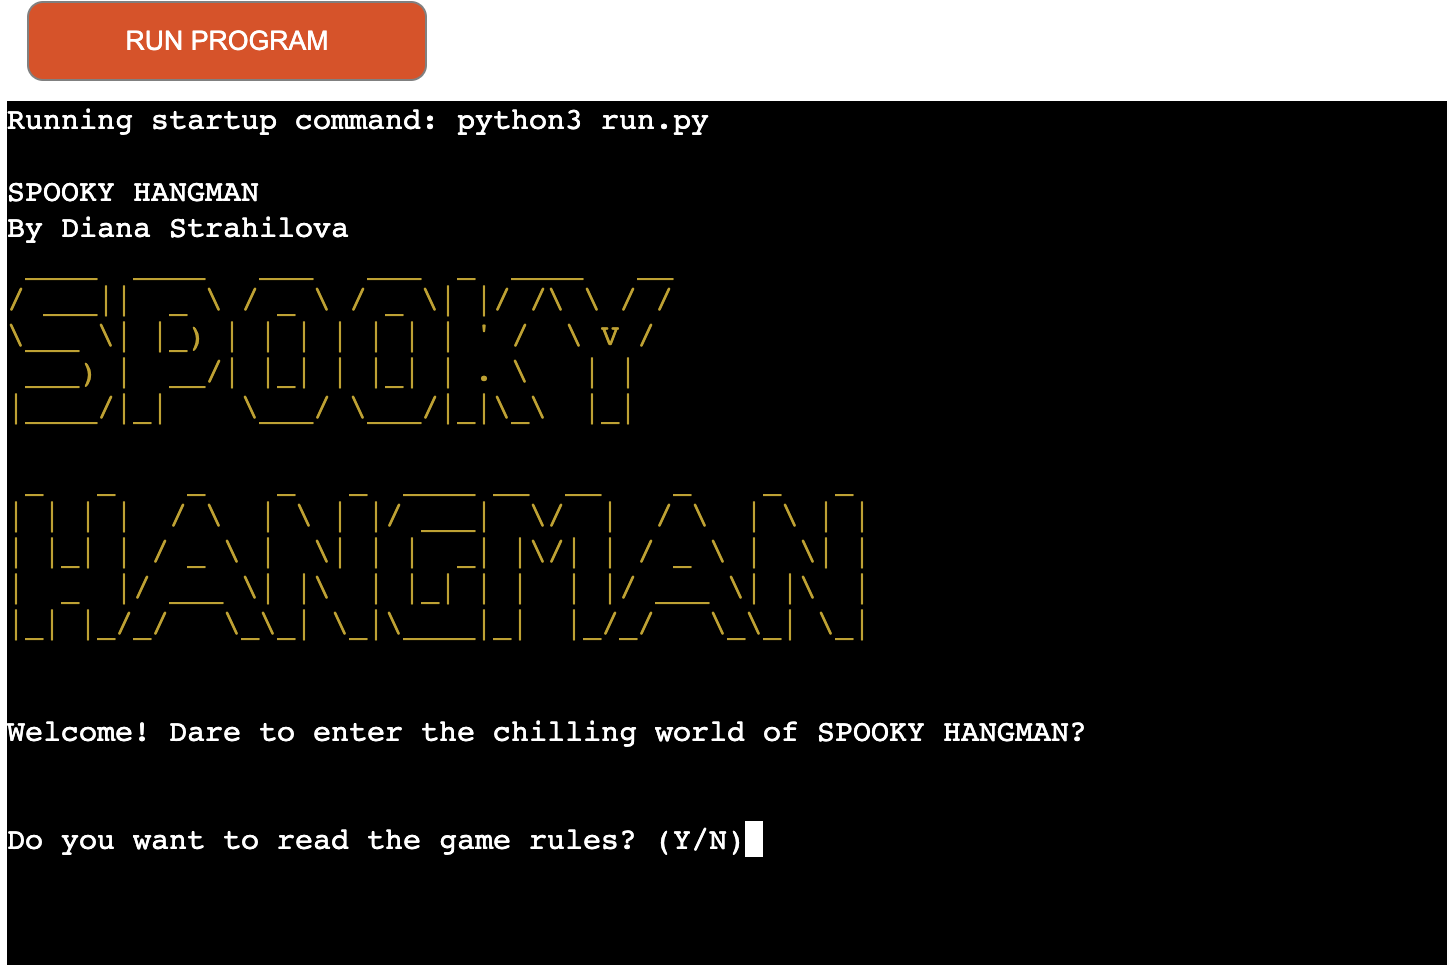 RUN PROGRAM
Running startup command: python3 run.py
SPOOKY HANGMAN
By Diana Strahilova
SPOOKY
HANGMAN
Welcome! Dare to enter the chilling world of SPOOKY HANGMAN?
Do you want to read the game rules? (Y/N)